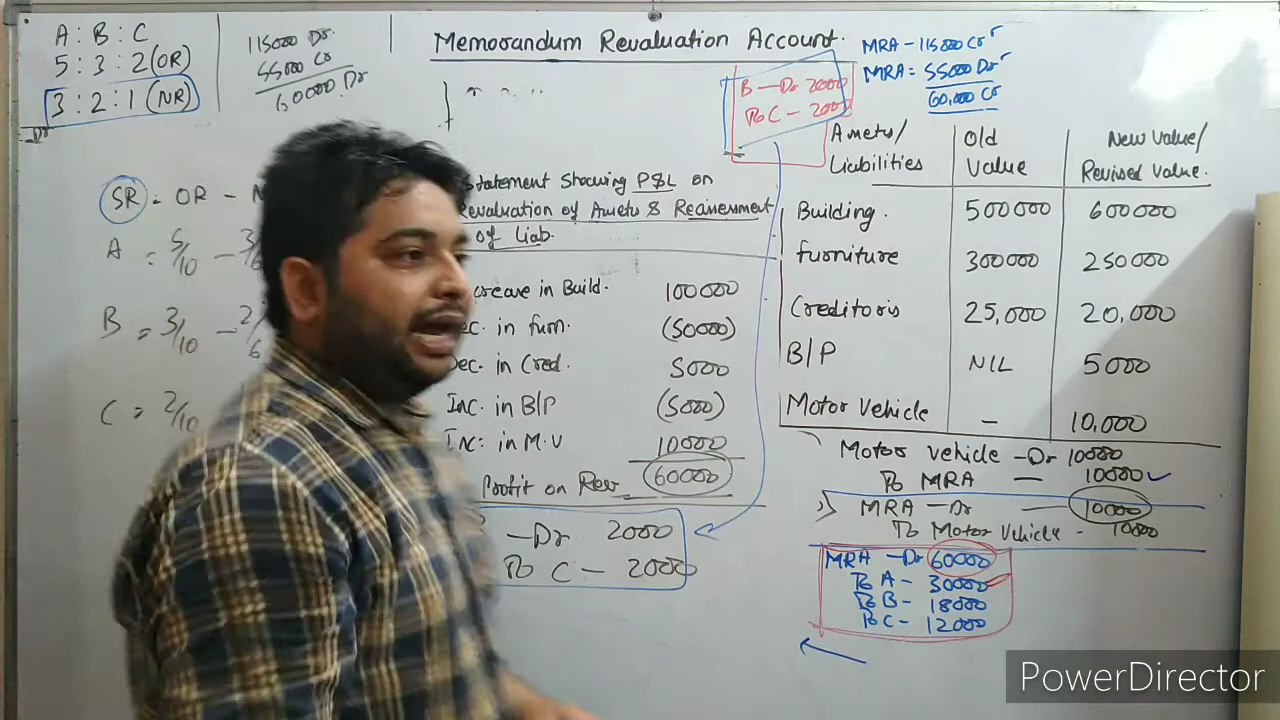 A : B : C
5 : 3 : 2 (OR)
3 : 2 : 1 (NR)
Dr
115000 Dr.
55000 Cr
60000 Dr
Memorandum Revaluation Account.
MRA - 115000 Cr
MRA = 55000 Dr
60,000 Cr
B - Dr 2000
To C - 2000
SR = OR -
A = 5/10 - 3/
B = 3/10 - 2/6
C = 2/10
Statement Showing P&L on
Revaluation of Assets & Reassessment
of Liab.
crease in Build. 100000
Dec. in furn. (50000)
Dec. in Cred. 5000
Inc. in B/P (5000)
Inc: in M.V 10000
Profit on Rev 60000
- Dr 2000
To C - 2000
Assets/ Liabilities Old Value New Value/ Revised Value.
Building. 500000 600000
furniture 300000 250000
Creditors 25,000 20,000
B/P NIL 5000
Motor Vehicle - 10,000
Motor Vehicle - Dr 10000
To MRA - 10000
MRA - Dr - 10000
To Motor Vehicle - 10000
MRA - Dr 60000
To A - 30000
To B - 18000
To C - 12000
PowerDirector